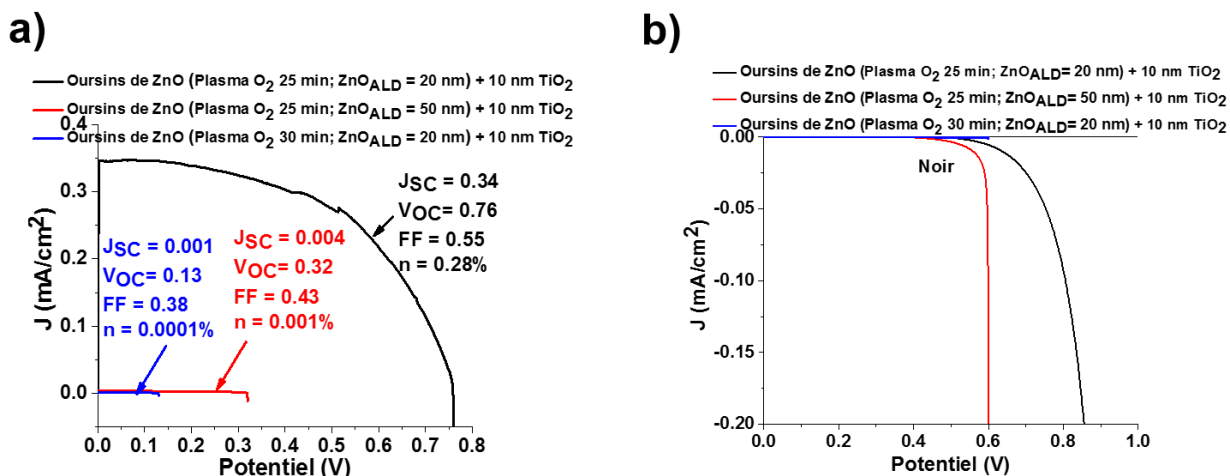 a)
Oursins de ZnO (Plasma O2 25 min; ZnOALD = 20 nm) + 10 nm TiO2
Oursins de ZnO (Plasma O2 25 min; ZnOALD = 50 nm) + 10 nm TiO2
Oursins de ZnO (Plasma O2 30 min; ZnOALD = 20 nm) + 10 nm TiO2
0.4
0.3
0.2
0.1
0.0
J (mA/cm2)
JSC = 0.34
VOC = 0.76
FF = 0.55
n = 0.28%
JSC = 0.004
VOC = 0.32
FF = 0.43
n = 0.001%
JSC = 0.001
VOC= 0.13
FF = 0.38
n = 0.0001%
0.0 0.1 0.2 0.3 0.4 0.5 0.6 0.7 0.8
Potentiel (V)
b)
Oursins de ZnO (Plasma O2 25 min; ZnOALD= 20 nm) + 10 nm TiO2
Oursins de ZnO (Plasma O2 25 min; ZnOALD= 50 nm) + 10 nm TiO2
Oursins de ZnO (Plasma O2 30 min; ZnOALD= 20 nm) + 10 nm TiO2
0.00
-0.05
-0.10
-0.15
-0.20
J (mA/cm2)
Noir
0.0 0.2 0.4 0.6 0.8 1.0
Potentiel (V)